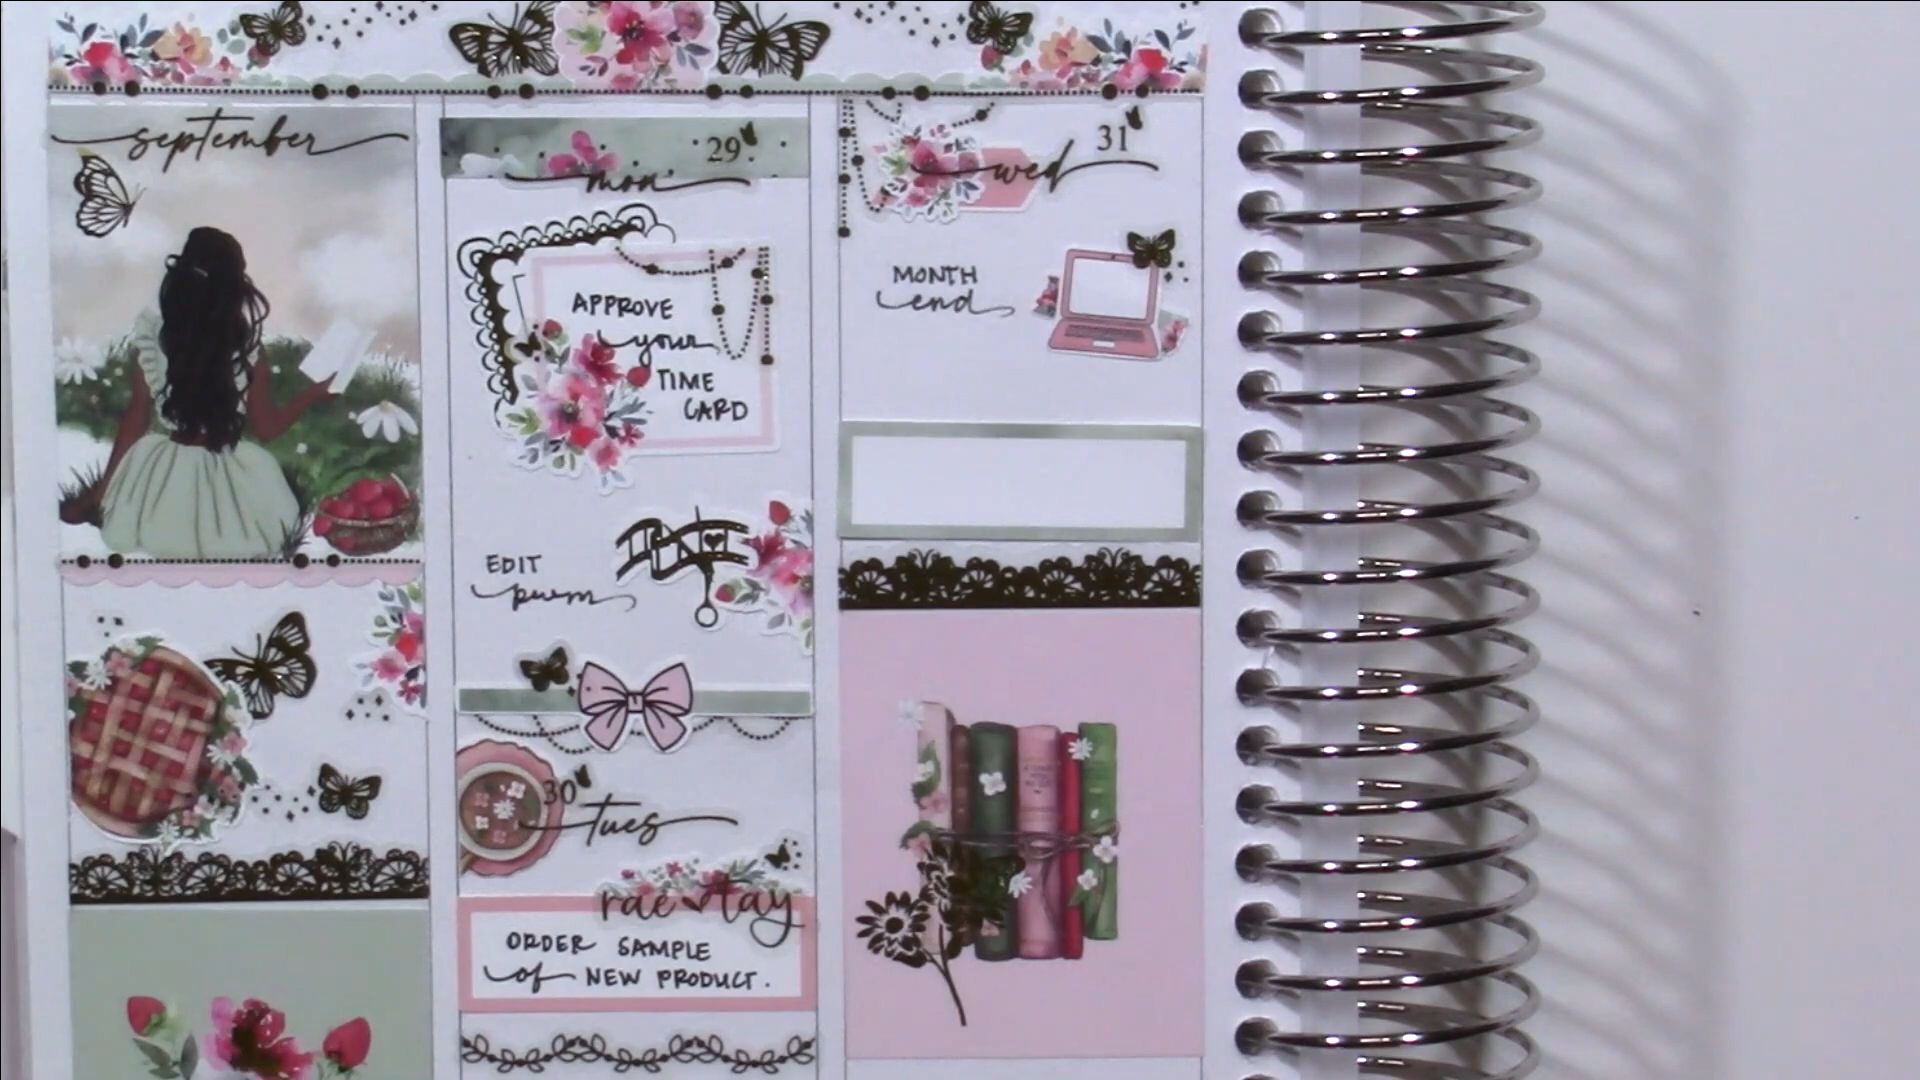 september
29
mon
APPROVE
your
TIME
CARD
EDIT
pwem
30
tues
rae tay
ORDER SAMPLE
of NEW PRODUCT.
31
wed
MONTH
end